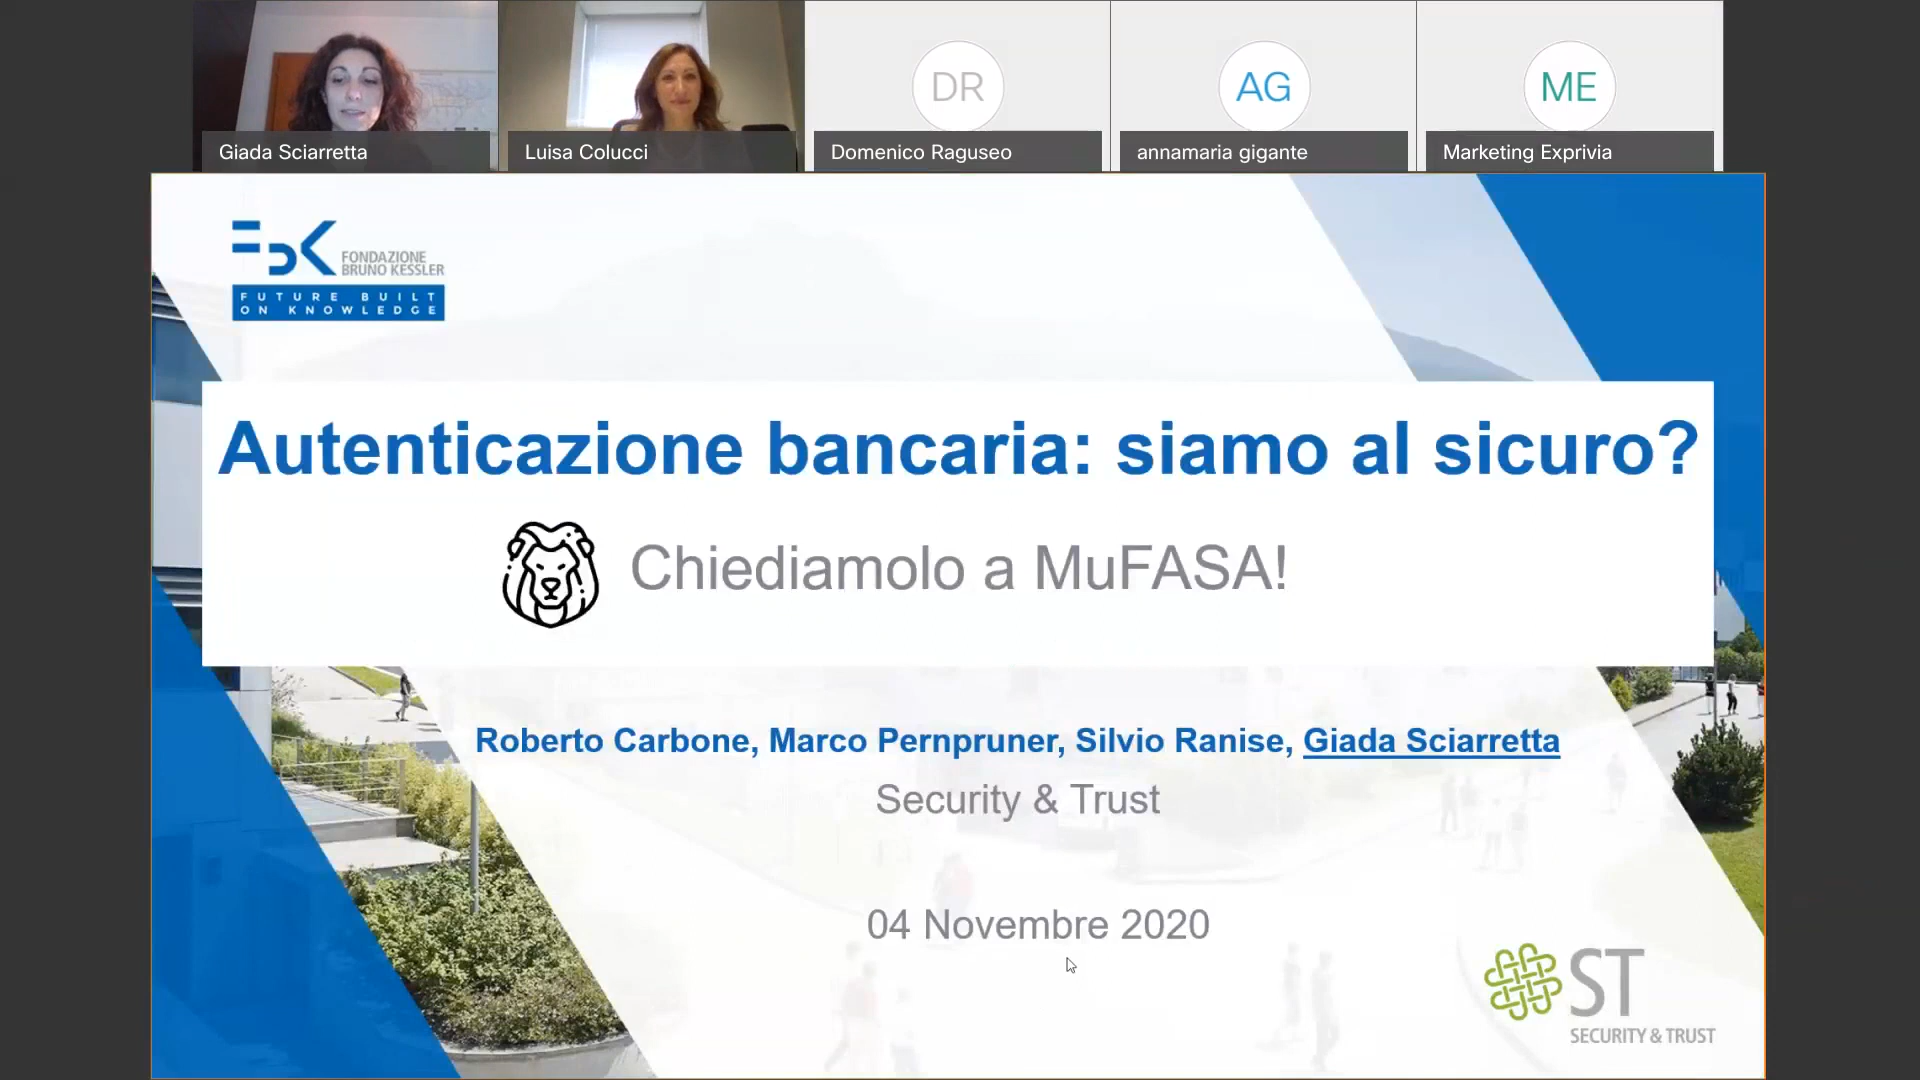 DR
AG
ME
Giada Sciarretta
Luisa Colucci
Domenico Raguseo
annamaria gigante
Marketing Exprivia
FBK FONDAZIONE
BRUNO KESSLER
FUTURE BUILT
ON KNOWLEDGE
Autenticazione bancaria: siamo al sicuro?
Chiediamolo a MuFASA!
Roberto Carbone, Marco Pernpruner, Silvio Ranise, Giada Sciarretta
Security & Trust
04 Novembre 2020
ST
SECURITY & TRUST